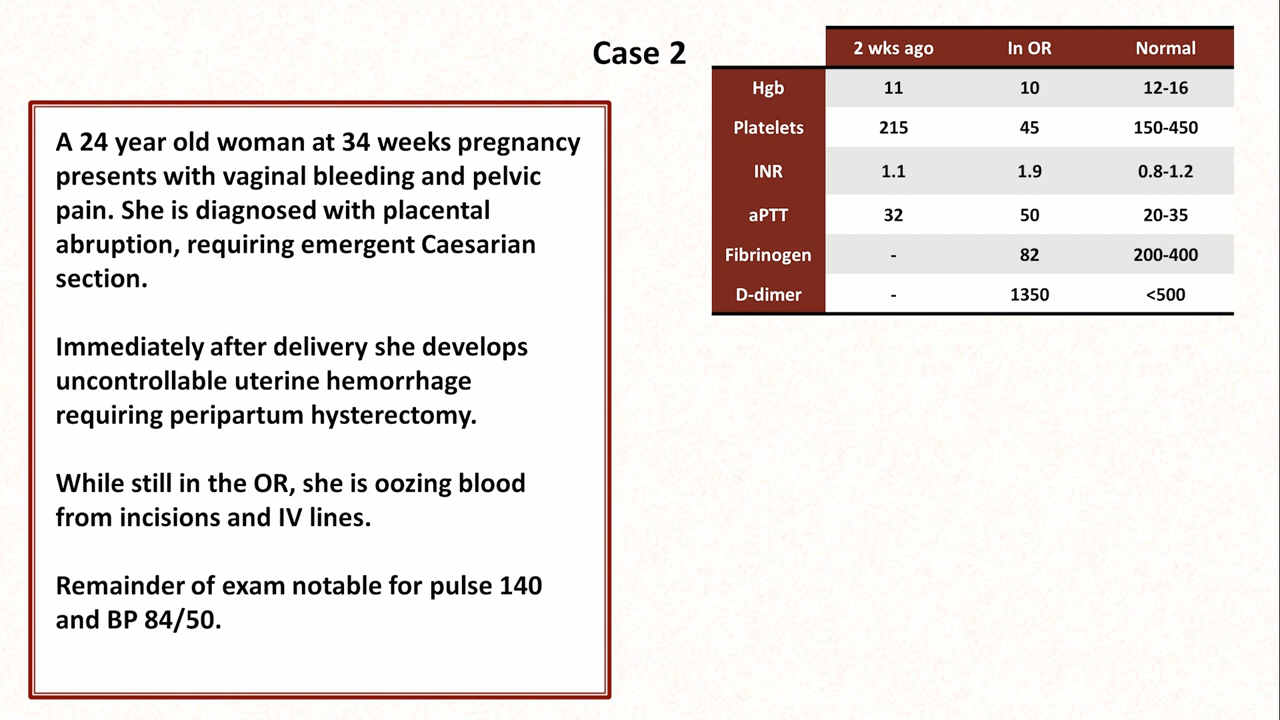 Case 2
A 24 year old woman at 34 weeks pregnancy
presents with vaginal bleeding and pelvic
pain. She is diagnosed with placental
abruption, requiring emergent Caesarian
section.
Immediately after delivery she develops
uncontrollable uterine hemorrhage
requiring peripartum hysterectomy.
While still in the OR, she is oozing blood
from incisions and IV lines.
Remainder of exam notable for pulse 140
and BP 84/50.
2 wks ago In OR Normal
Hgb 11 10 12-16
Platelets 215 45 150-450
INR 1.1 1.9 0.8-1.2
aPTT 32 50 20-35
Fibrinogen - 82 200-400
D-dimer - 1350 <500